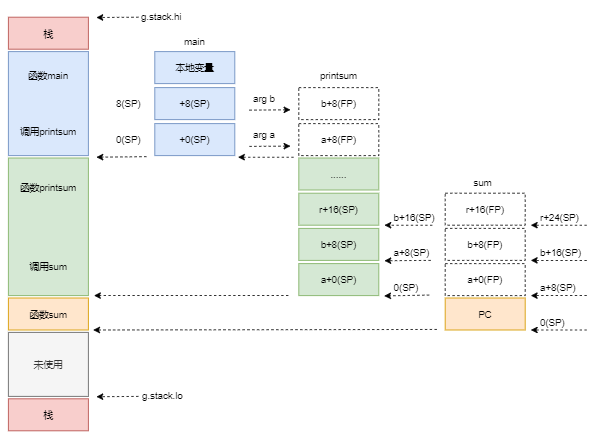 g.stack.hi
栈
main
函数main
本地变量
printsum
8(SP)
+8(SP)
arg b
b+8(FP)
调用printsum
0(SP)
+0(SP)
arg a
a+8(FP)
函数printsum
......
sum
r+16(SP)
b+16(SP)
r+16(FP)
r+24(SP)
b+8(SP)
a+8(SP)
b+8(FP)
b+16(SP)
调用sum
a+0(SP)
0(SP)
a+0(FP)
a+8(SP)
函数sum
PC
0(SP)
未使用
g.stack.lo
栈